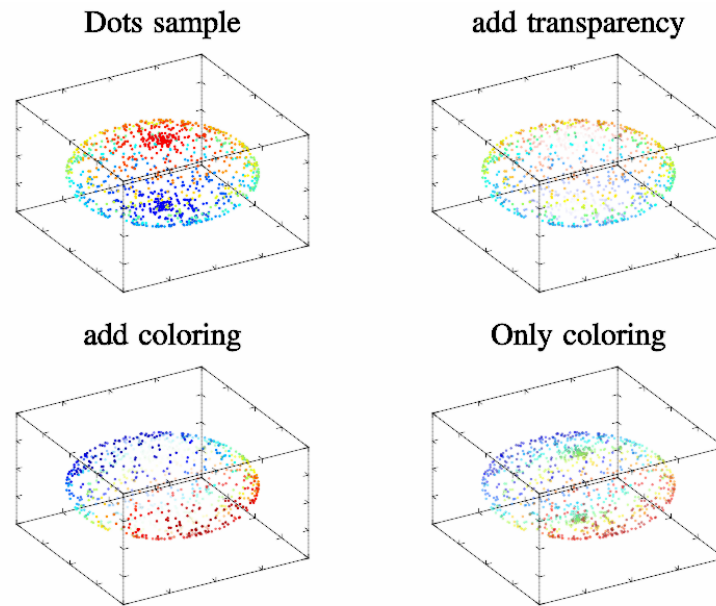 Dots sample
add transparency
add coloring
Only coloring